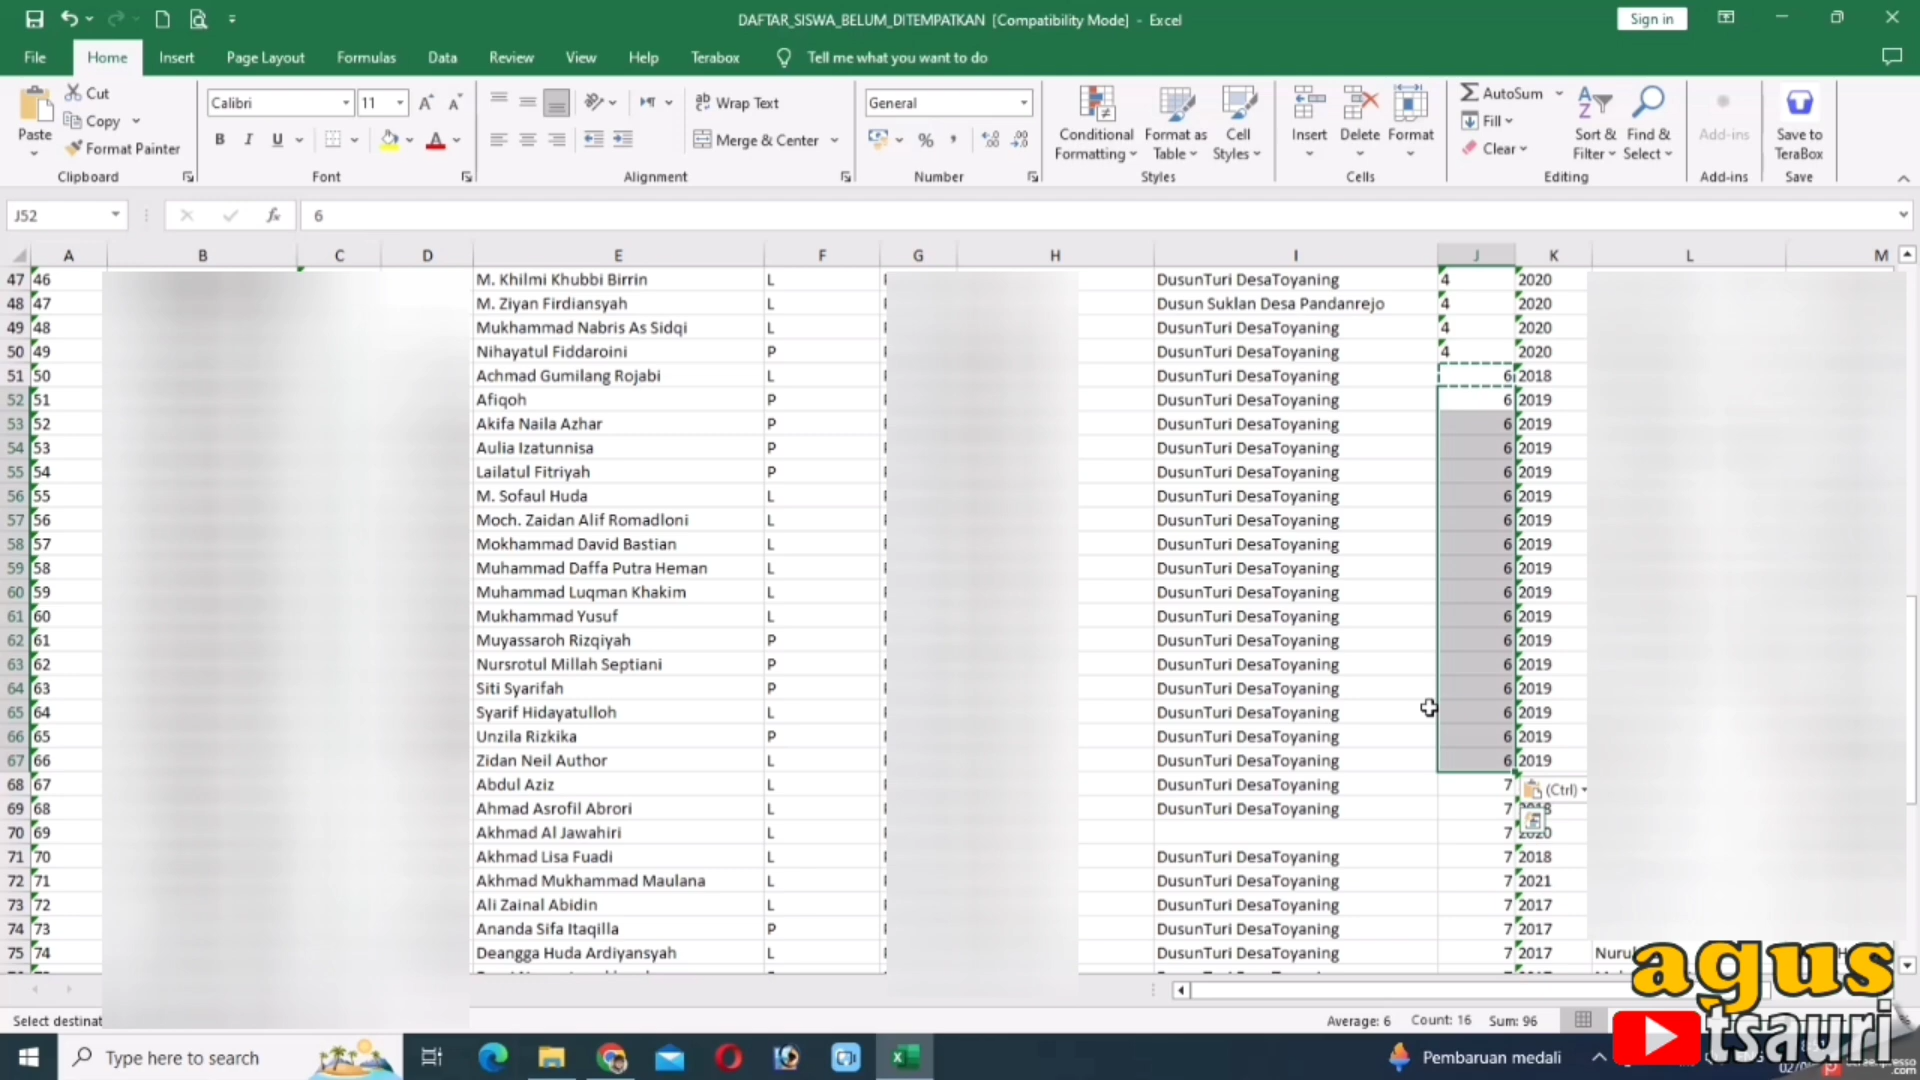 DAFTAR_SISWA_BELUM_DITEMPATKAN [Compatibility Mode] - Excel
Sign in
File Home Insert Page Layout Formulas Data Review View Help Terabox Tell me what you want to do
Paste Cut Copy Format Painter Clipboard
Calibri 11 A A B I U A Font
Wrap Text Merge & Center Alignment
General % , Number
Conditional Formatting Format as Table Cell Styles Styles
Insert Delete Format Cells
AutoSum Fill Clear Sort & Filter Find & Select Editing
Add-ins Add-ins
Save to TeraBox Save
J52 fx 6
A B C D E F G H I J K L M
47 46 M. Khilmi Khubbi Birrin L DusunTuri DesaToyaning 4 2020
48 47 M. Ziyan Firdiansyah L Dusun Suklan Desa Pandanrejo 4 2020
49 48 Mukhammad Nabris As Sidqi L DusunTuri DesaToyaning 4 2020
50 49 Nihayatul Fiddaroini P DusunTuri DesaToyaning 4 2020
51 50 Achmad Gumilang Rojabi L DusunTuri DesaToyaning 6 2018
52 51 Afiqoh P DusunTuri DesaToyaning 6 2019
53 52 Akifa Naila Azhar P DusunTuri DesaToyaning 6 2019
54 53 Aulia Izatunnisa P DusunTuri DesaToyaning 6 2019
55 54 Lailatul Fitriyah P DusunTuri DesaToyaning 6 2019
56 55 M. Sofaul Huda L DusunTuri DesaToyaning 6 2019
57 56 Moch. Zaidan Alif Romadloni L DusunTuri DesaToyaning 6 2019
58 57 Mokhammad David Bastian L DusunTuri DesaToyaning 6 2019
59 58 Muhammad Daffa Putra Heman L DusunTuri DesaToyaning 6 2019
60 59 Muhammad Luqman Khakim L DusunTuri DesaToyaning 6 2019
61 60 Mukhammad Yusuf L DusunTuri DesaToyaning 6 2019
62 61 Muyassaroh Rizqiyah P DusunTuri DesaToyaning 6 2019
63 62 Nursrotul Millah Septiani P DusunTuri DesaToyaning 6 2019
64 63 Siti Syarifah P DusunTuri DesaToyaning 6 2019
65 64 Syarif Hidayatulloh L DusunTuri DesaToyaning 6 2019
66 65 Unzila Rizkika P DusunTuri DesaToyaning 6 2019
67 66 Zidan Neil Author L DusunTuri DesaToyaning 6 2019
68 67 Abdul Aziz L DusunTuri DesaToyaning 7 (Ctrl)
69 68 Ahmad Asrofil Abrori L DusunTuri DesaToyaning 7 2018
70 69 Akhmad Al Jawahiri L 7 2020
71 70 Akhmad Lisa Fuadi L DusunTuri DesaToyaning 7 2018
72 71 Akhmad Mukhammad Maulana L DusunTuri DesaToyaning 7 2021
73 72 Ali Zainal Abidin L DusunTuri DesaToyaning 7 2017
74 73 Ananda Sifa Itaqilla P DusunTuri DesaToyaning 7 2017
75 74 Deangga Huda Ardiyansyah L DusunTuri DesaToyaning 7 2017
agus
tsauri
Average: 6 Count: 16 Sum: 96
Type here to search
Pembaruan medali